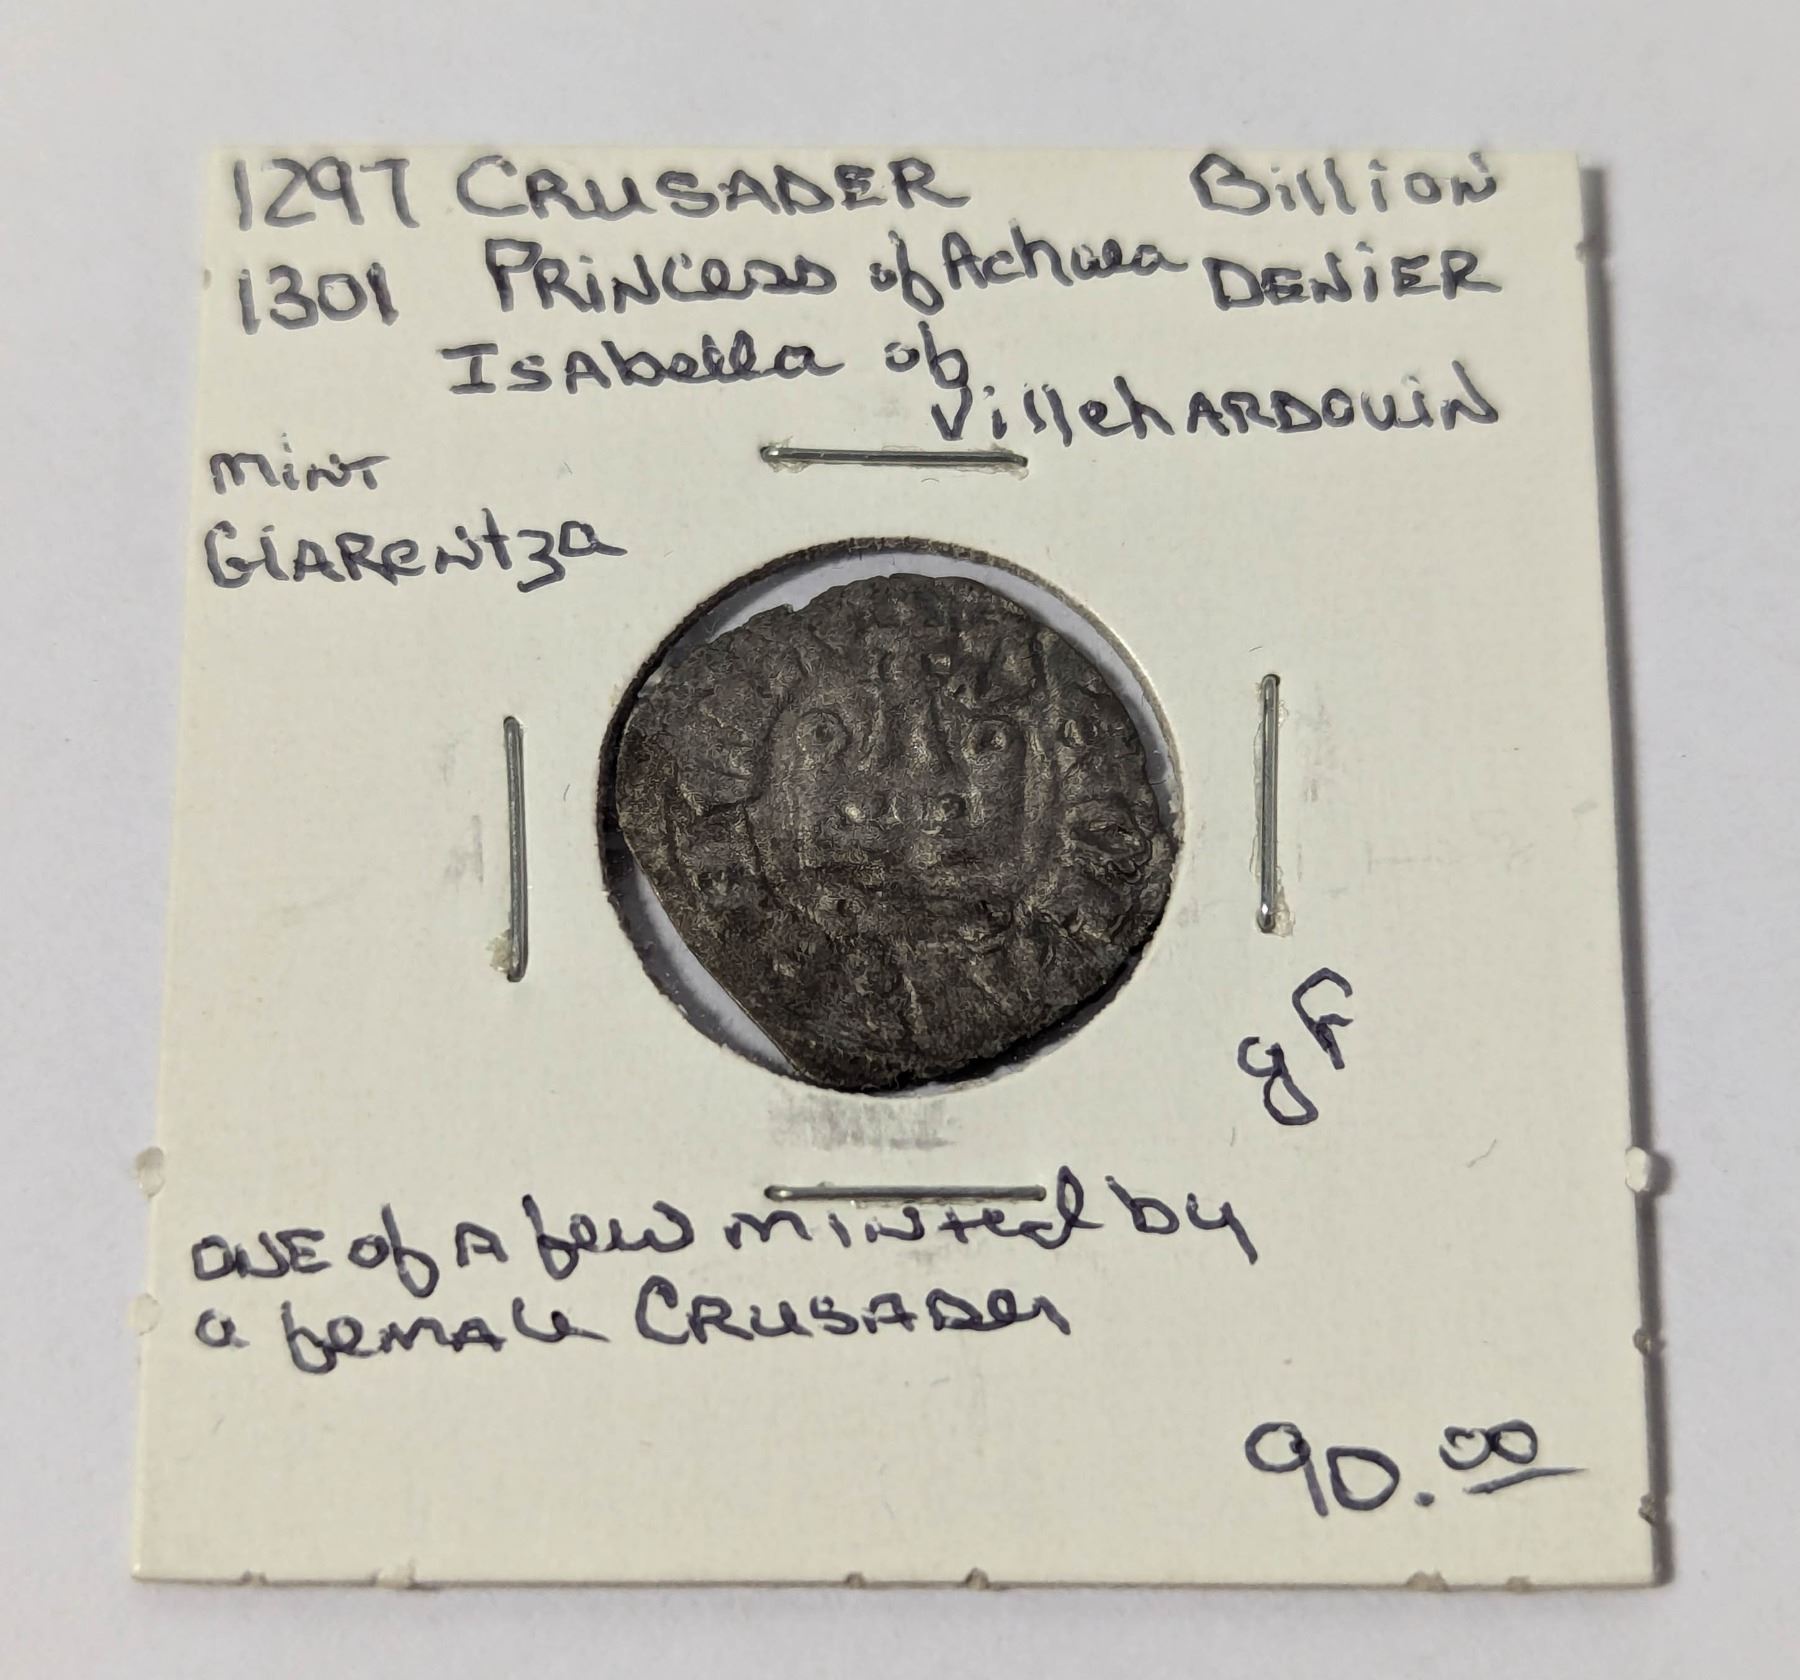 1297 CRUSADER Billion
1301 Princess of Achaea DENIER
Isabella of
VillehARDOUIN
mint
GlARentza
gF
ONE of A few minted by
a female CRUSADer
90.00